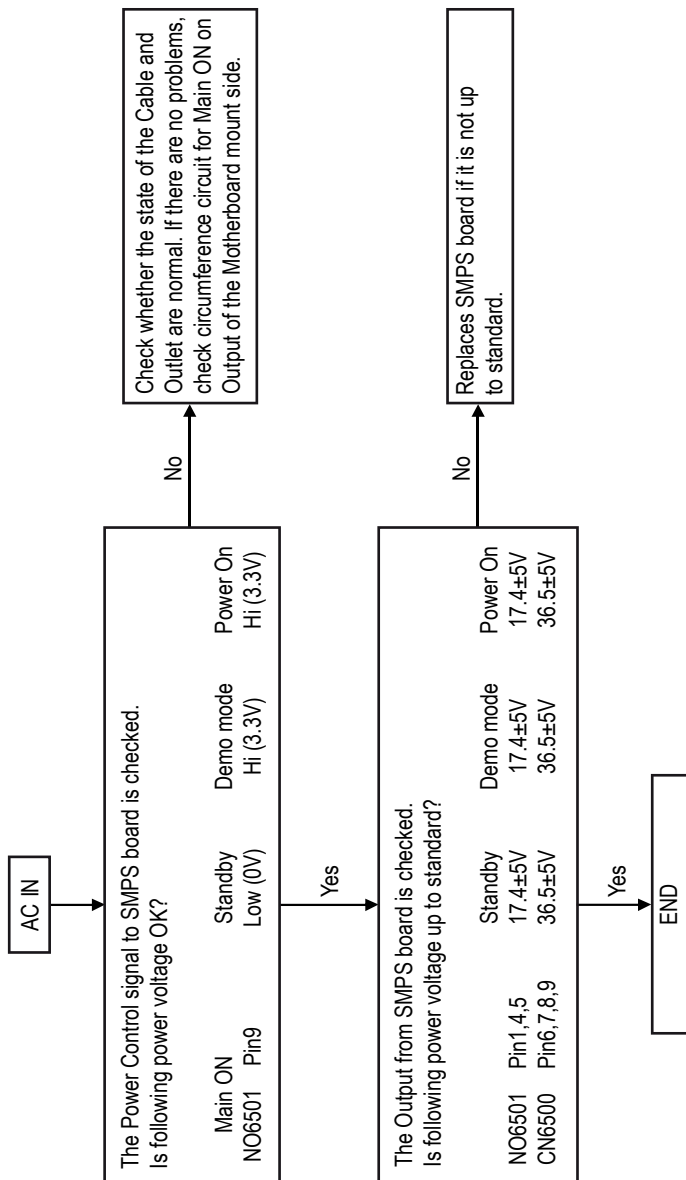 AC IN
The Power Control signal to SMPS board is checked.
Is following power voltage OK?
Main ON Standby Demo mode Power On
NO6501 Pin9 Low (0V) Hi (3.3V) Hi (3.3V)
No
Check whether the state of the Cable and
Outlet are normal. If there are no problems,
check circumference circuit for Main ON on
Output of the Motherboard mount side.
Yes
The Output from SMPS board is checked.
Is following power voltage up to standard?
Standby Demo mode Power On
NO6501 Pin1,4,5 17.4±5V 17.4±5V 17.4±5V
CN6500 Pin6,7,8,9 36.5±5V 36.5±5V 36.5±5V
No
Replaces SMPS board if it is not up
to standard.
Yes
END